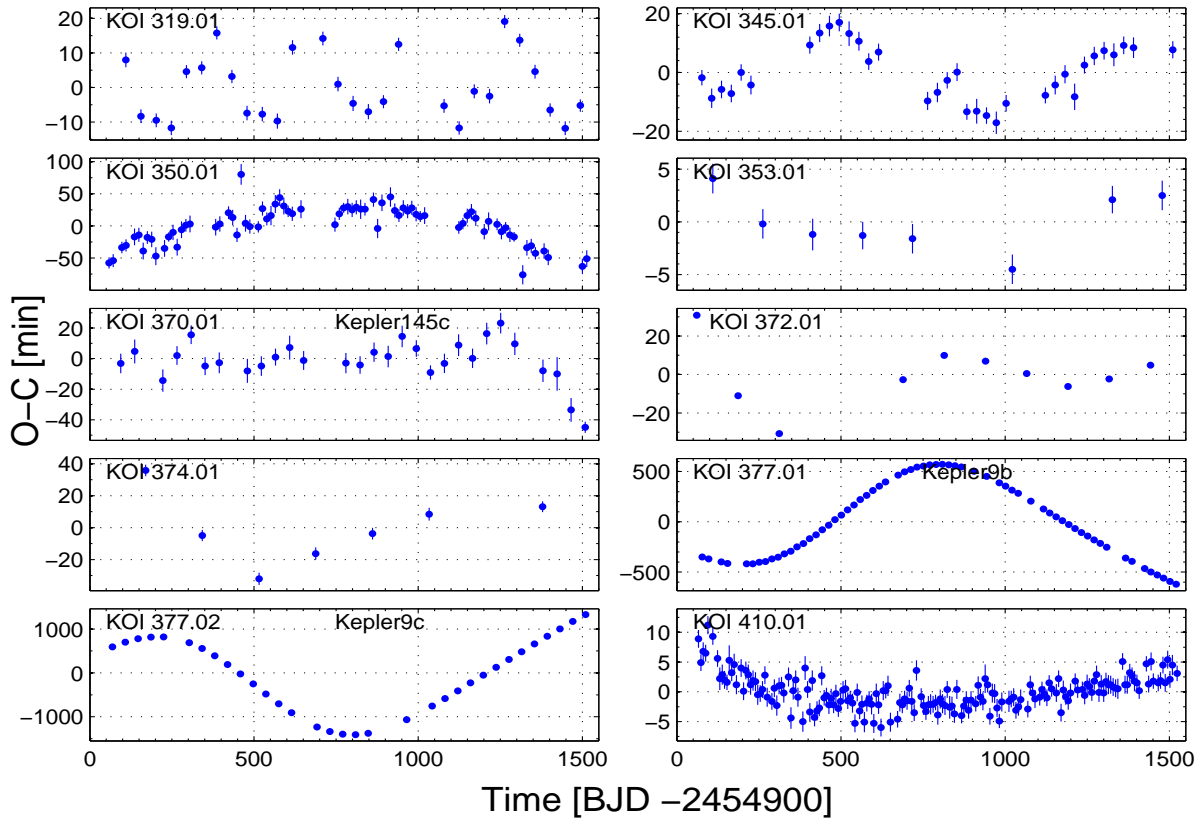 KOI 319.01
20
10
0
−10
KOI 345.01
20
0
−20
KOI 350.01
100
50
0
−50
KOI 353.01
5
0
−5
KOI 370.01 Kepler145c
20
0
−20
−40
KOI 372.01
20
0
−20
KOI 374.01
40
20
0
−20
KOI 377.01 Kepler9b
500
0
−500
KOI 377.02 Kepler9c
1000
0
−1000
0 500 1000 1500
KOI 410.01
10
5
0
−5
0 500 1000 1500
O−C [min]
Time [BJD −2454900]